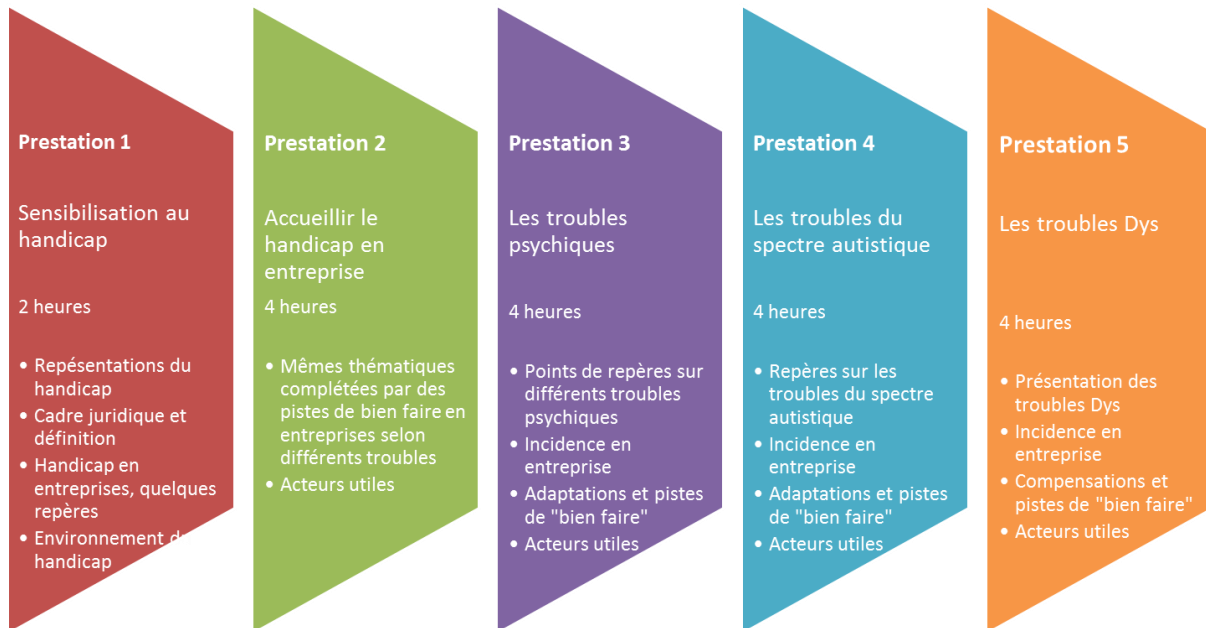 Prestation 1
Sensibilisation au
handicap
2 heures
• Repésentations du
handicap
• Cadre juridique et
définition
• Handicap en
entreprises, quelques
repères
• Environnement du
handicap
Prestation 2
Accueillir le
handicap en
entreprise
4 heures
• Mêmes thématiques
complétées par des
pistes de bien faire en
entreprises selon
différents troubles
• Acteurs utiles
Prestation 3
Les troubles
psychiques
4 heures
• Points de repères sur
différents troubles
psychiques
• Incidence en
entreprise
• Adaptations et pistes
de "bien faire"
• Acteurs utiles
Prestation 4
Les troubles du
spectre autistique
4 heures
• Repères sur les
troubles du spectre
autistique
• Incidence en
entreprise
• Adaptations et pistes
de "bien faire"
• Acteurs utiles
Prestation 5
Les troubles Dys
4 heures
• Présentation des
troubles Dys
• Incidence en
entreprise
• Compensations et
pistes de "bien faire"
• Acteurs utiles